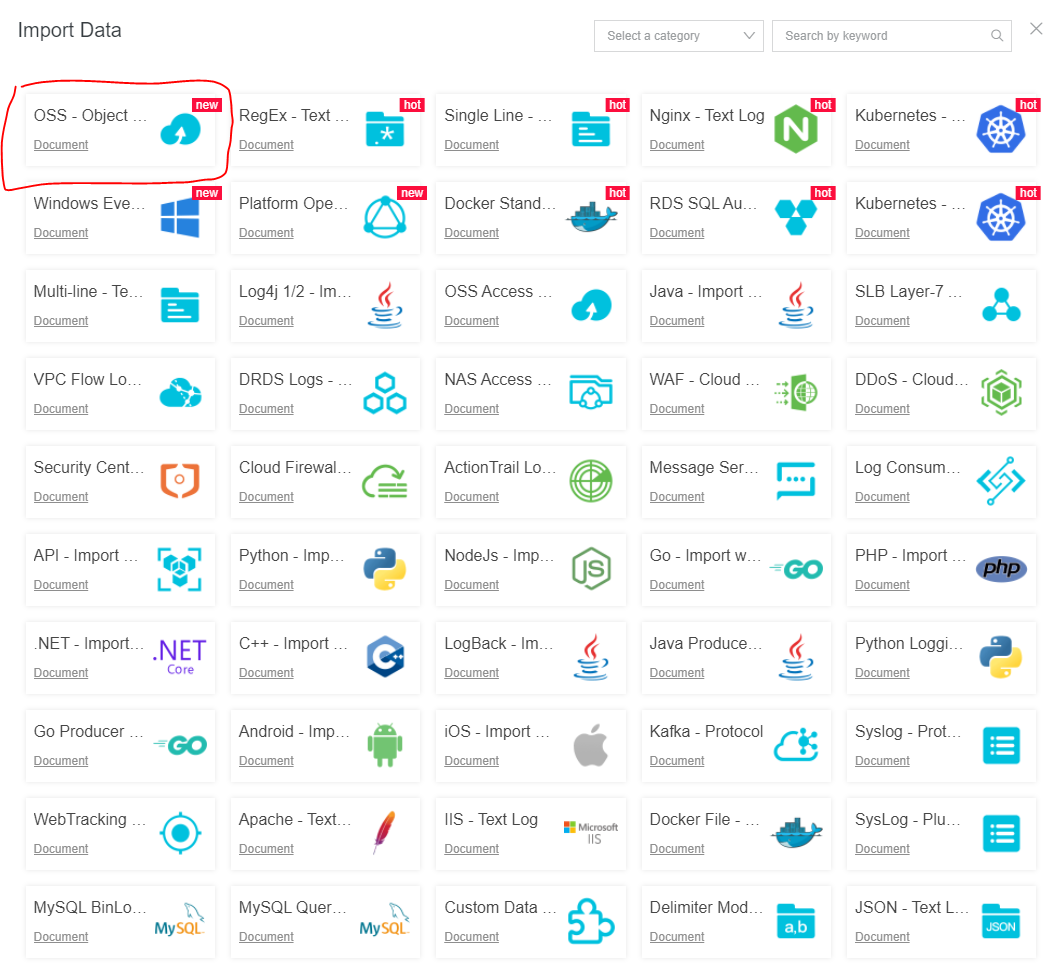 Import Data
Select a category
Search by keyword
OSS - Object ...
new
Document
RegEx - Text ...
hot
.*
Document
Single Line - ...
hot
Document
Nginx - Text Log
hot
N
Document
Kubernetes - ...
hot
Document
Windows Eve...
new
Document
Platform Ope...
new
Document
Docker Stand...
hot
Document
RDS SQL Au...
hot
Document
Kubernetes - ...
hot
Document
Multi-line - Te...
Document
Log4j 1/2 - Im...
Document
OSS Access ...
Document
Java - Import ...
Document
SLB Layer-7 ...
Document
VPC Flow Lo...
Document
DRDS Logs - ...
Document
NAS Access ...
Document
WAF - Cloud ...
Document
DDoS - Cloud...
Document
Security Cent...
Document
Cloud Firewal...
Document
ActionTrail Lo...
Document
Message Ser...
Document
Log Consum...
Document
API - Import ...
Document
Python - Imp...
Document
NodeJs - Imp...
JS
Document
Go - Import w...
GO
Document
PHP - Import ...
php
Document
.NET - Import...
.NET
Core
Document
C++ - Import ...
C++
Document
LogBack - Im...
Document
Java Produce...
Document
Python Loggi...
Document
Go Producer ...
GO
Document
Android - Imp...
Document
iOS - Import ...
Document
Kafka - Protocol
Document
Syslog - Prot...
Document
WebTracking ...
Document
Apache - Text...
Document
IIS - Text Log
Microsoft
IIS
Document
Docker File - ...
Document
SysLog - Plu...
Document
MySQL BinLo...
MySQL
Document
MySQL Quer...
MySQL
Document
Custom Data ...
Document
Delimiter Mod...
a,b
Document
JSON - Text L...
JSON
Document